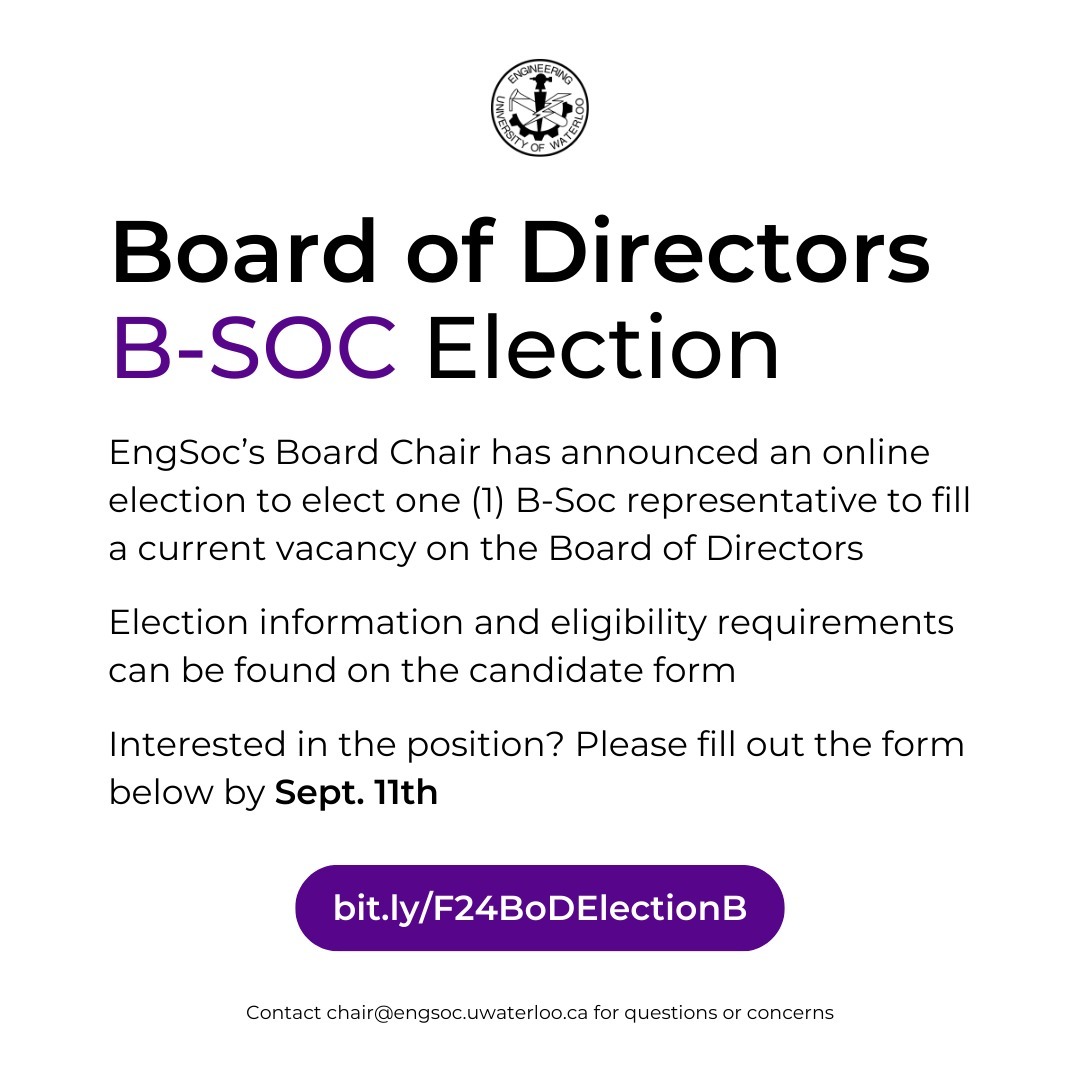 ENGINEERING
UNIVERSITY OF WATERLOO
Board of Directors
B-SOC Election
EngSoc’s Board Chair has announced an online
election to elect one (1) B-Soc representative to fill
a current vacancy on the Board of Directors
Election information and eligibility requirements
can be found on the candidate form
Interested in the position? Please fill out the form
below by Sept. 11th
bit.ly/F24BoDElectionB
Contact chair@engsoc.uwaterloo.ca for questions or concerns